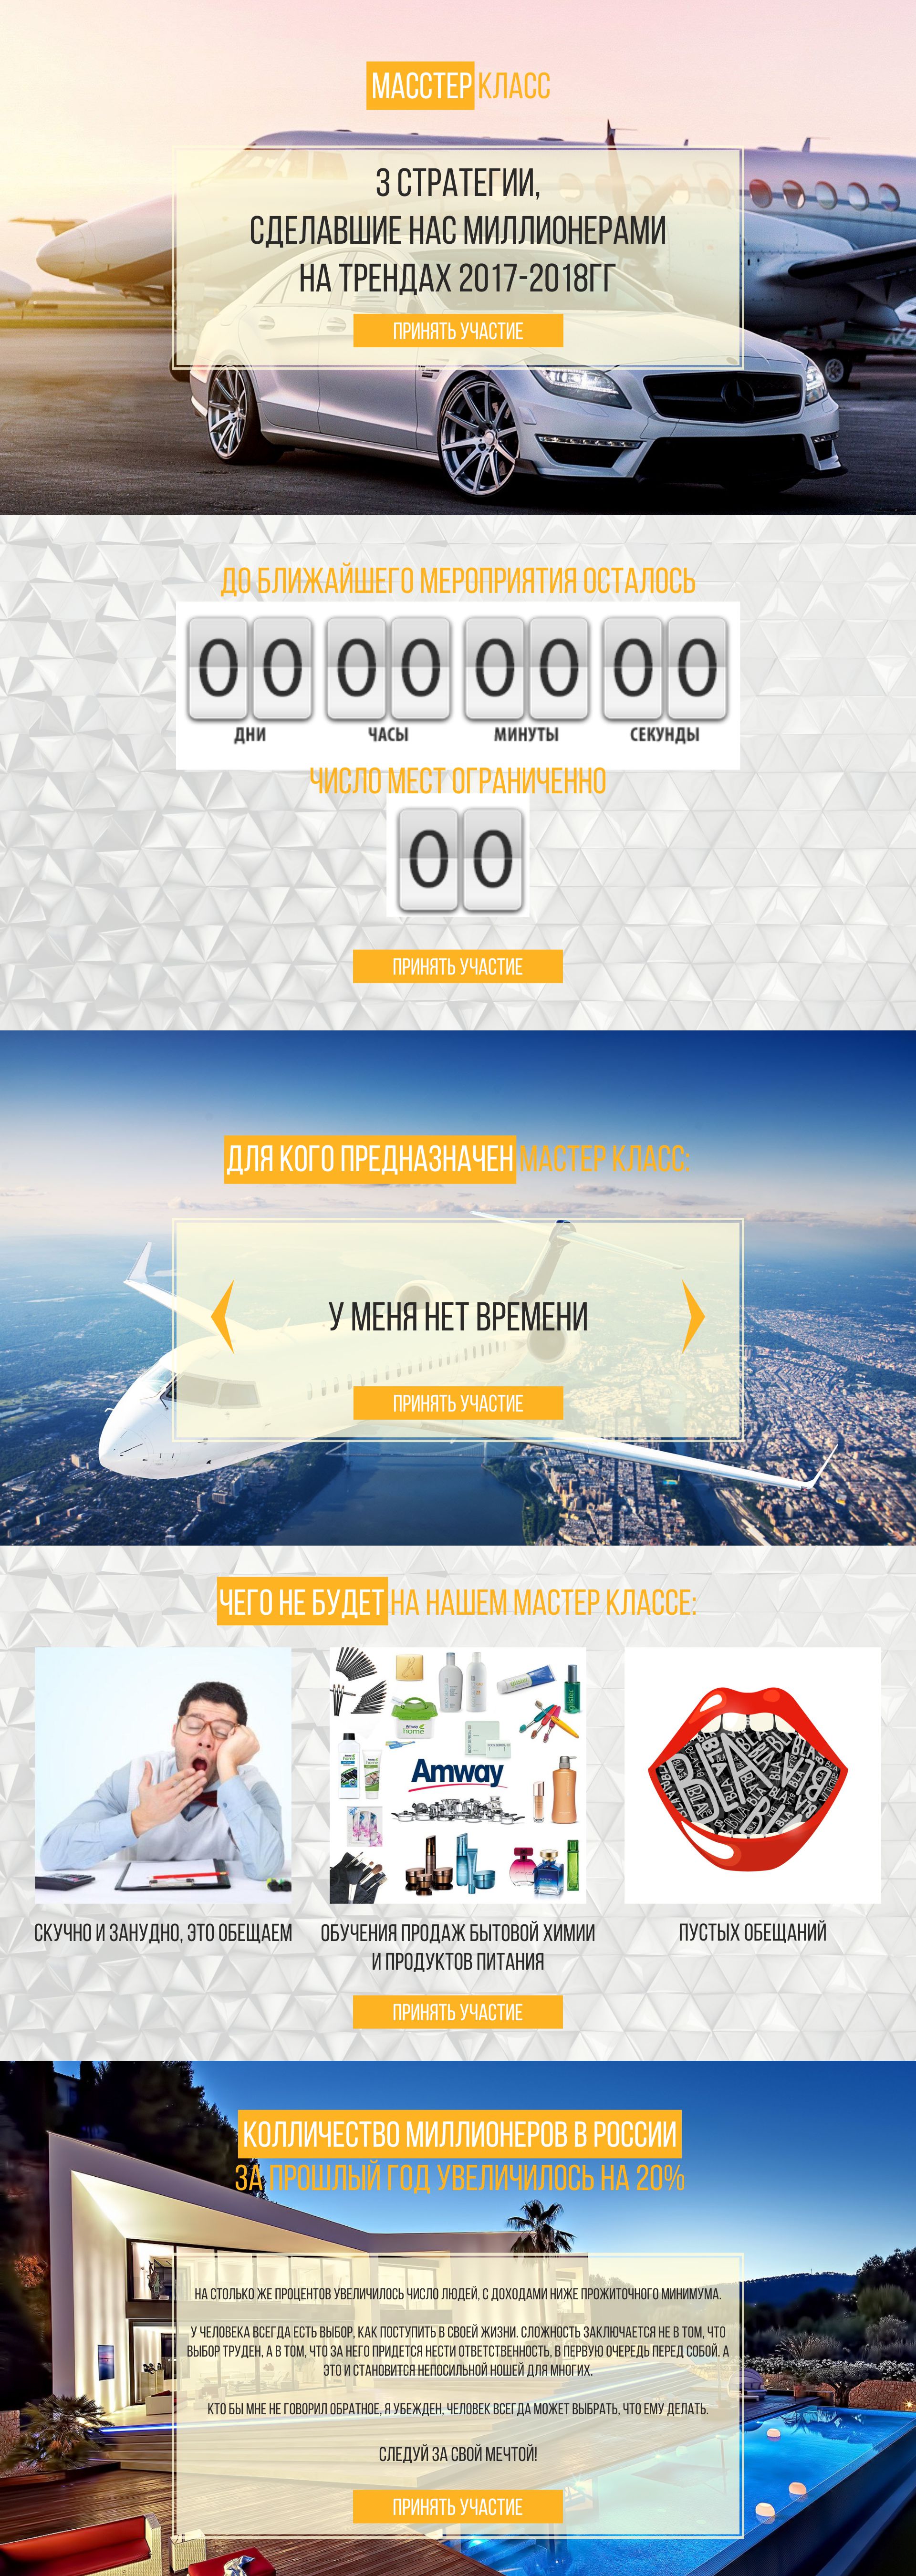 МАССТЕР КЛАСС
3 СТРАТЕГИИ,
СДЕЛАВШИЕ НАС МИЛЛИОНЕРАМИ
НА ТРЕНДАХ 2017-2018ГГ
ПРИНЯТЬ УЧАСТИЕ
ДО БЛИЖАЙШЕГО МЕРОПРИЯТИЯ ОСТАЛОСЬ
00 00 00 00
ДНИ ЧАСЫ МИНУТЫ СЕКУНДЫ
ЧИСЛО МЕСТ ОГРАНИЧЕННО
00
ПРИНЯТЬ УЧАСТИЕ
ДЛЯ КОГО ПРЕДНАЗНАЧЕН МАСТЕР КЛАСС:
У МЕНЯ НЕТ ВРЕМЕНИ
ПРИНЯТЬ УЧАСТИЕ
ЧЕГО НЕ БУДЕТ НА НАШЕМ МАСТЕР КЛАССЕ:
Amway
home
BLA BLA BLA
СКУЧНО И ЗАНУДНО, ЭТО ОБЕЩАЕМ
ОБУЧЕНИЯ ПРОДАЖ БЫТОВОЙ ХИМИИ
И ПРОДУКТОВ ПИТАНИЯ
ПУСТЫХ ОБЕЩАНИЙ
ПРИНЯТЬ УЧАСТИЕ
КОЛЛИЧЕСТВО МИЛЛИОНЕРОВ В РОССИИ
ЗА ПРОШЛЫЙ ГОД УВЕЛИЧИЛОСЬ НА 20%
НА СТОЛЬКО ЖЕ ПРОЦЕНТОВ УВЕЛИЧИЛОСЬ ЧИСЛО ЛЮДЕЙ, С ДОХОДАМИ НИЖЕ ПРОЖИТОЧНОГО МИНИМУМА.
У ЧЕЛОВЕКА ВСЕГДА ЕСТЬ ВЫБОР, КАК ПОСТУПИТЬ В СВОЕЙ ЖИЗНИ. СЛОЖНОСТЬ ЗАКЛЮЧАЕТСЯ НЕ В ТОМ, ЧТО
ВЫБОР ТРУДЕН, А В ТОМ, ЧТО ЗА НЕГО ПРИДЕТСЯ НЕСТИ ОТВЕТСТВЕННОСТЬ, В ПЕРВУЮ ОЧЕРЕДЬ ПЕРЕД СОБОЙ. А
ЭТО И СТАНОВИТСЯ НЕПОСИЛЬНОЙ НОШЕЙ ДЛЯ МНОГИХ.
КТО БЫ МНЕ НЕ ГОВОРИЛ ОБРАТНОЕ, Я УБЕЖДЕН, ЧЕЛОВЕК ВСЕГДА МОЖЕТ ВЫБРАТЬ, ЧТО ЕМУ ДЕЛАТЬ.
СЛЕДУЙ ЗА СВОЙ МЕЧТОЙ!
ПРИНЯТЬ УЧАСТИЕ